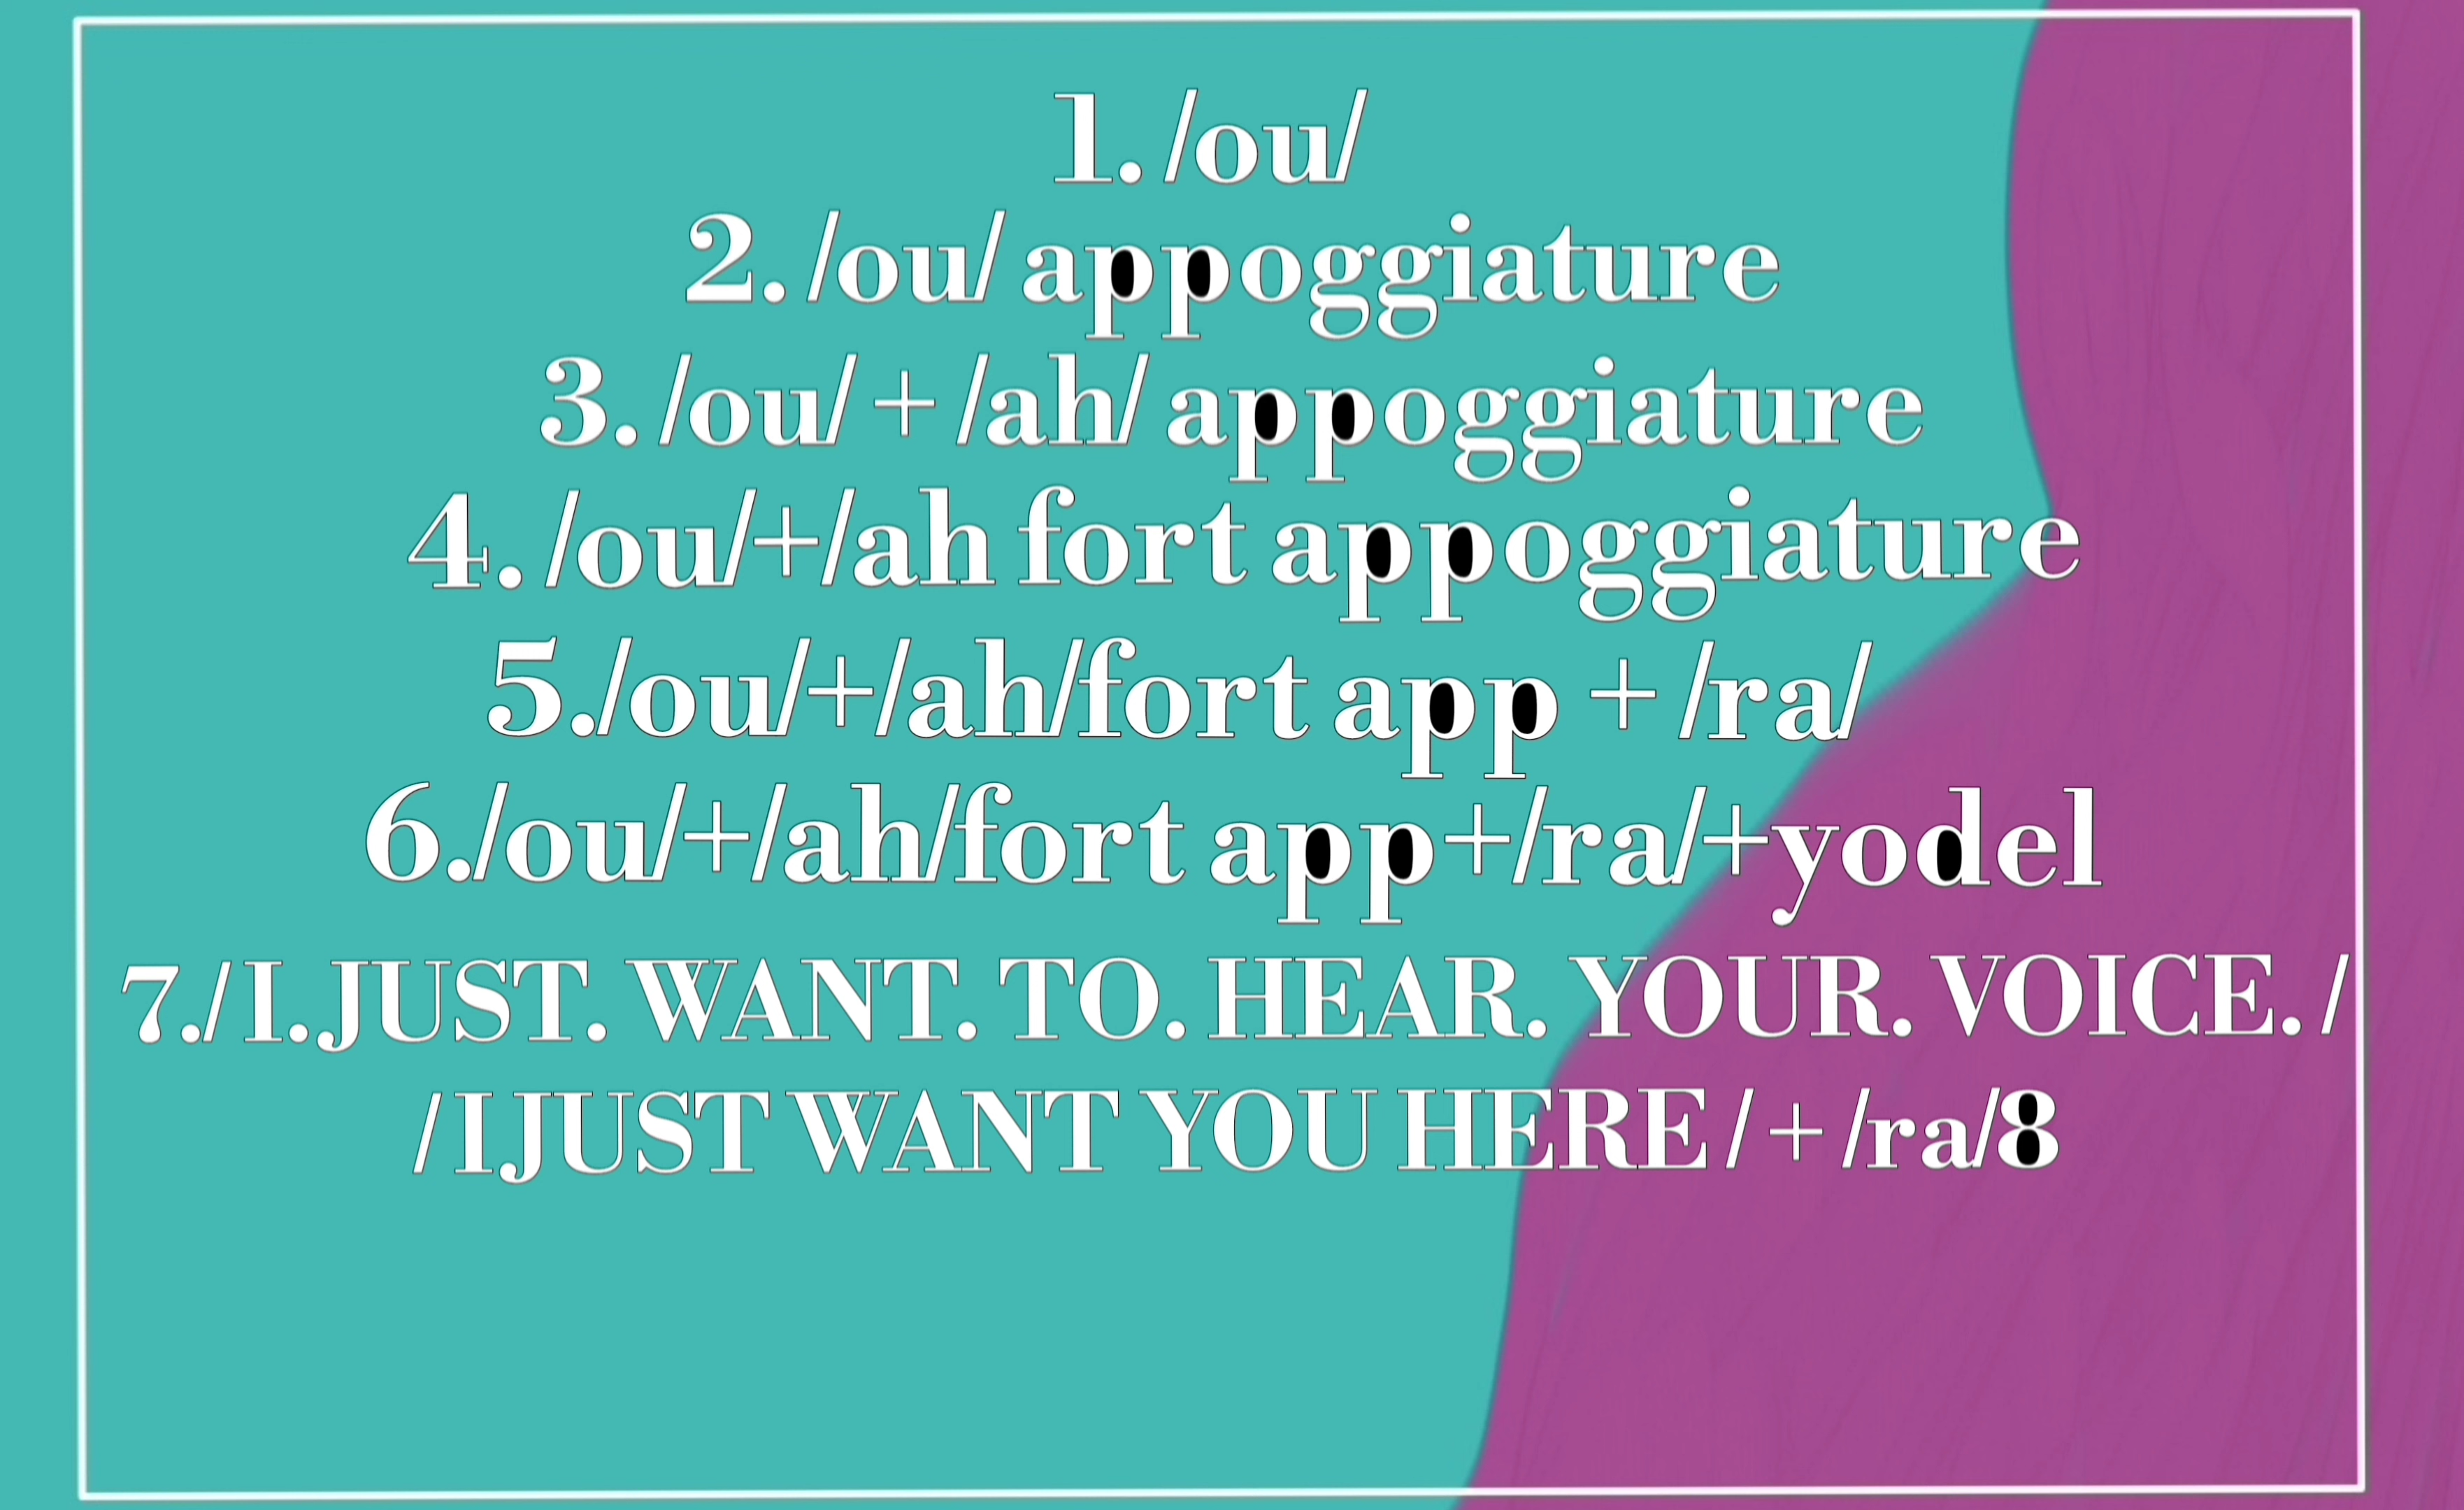 1. /ou/
2. /ou/ appoggiature
3. /ou/ + /ah/ appoggiature
4. /ou/+/ah fort appoggiature
5./ou/+/ah/fort app + /ra/
6./ou/+/ah/fort app+/ra/+yodel
7./ I.JUST. WANT. TO. HEAR. YOUR. VOICE. /
/ IJUST WANT YOU HERE / + /ra/8